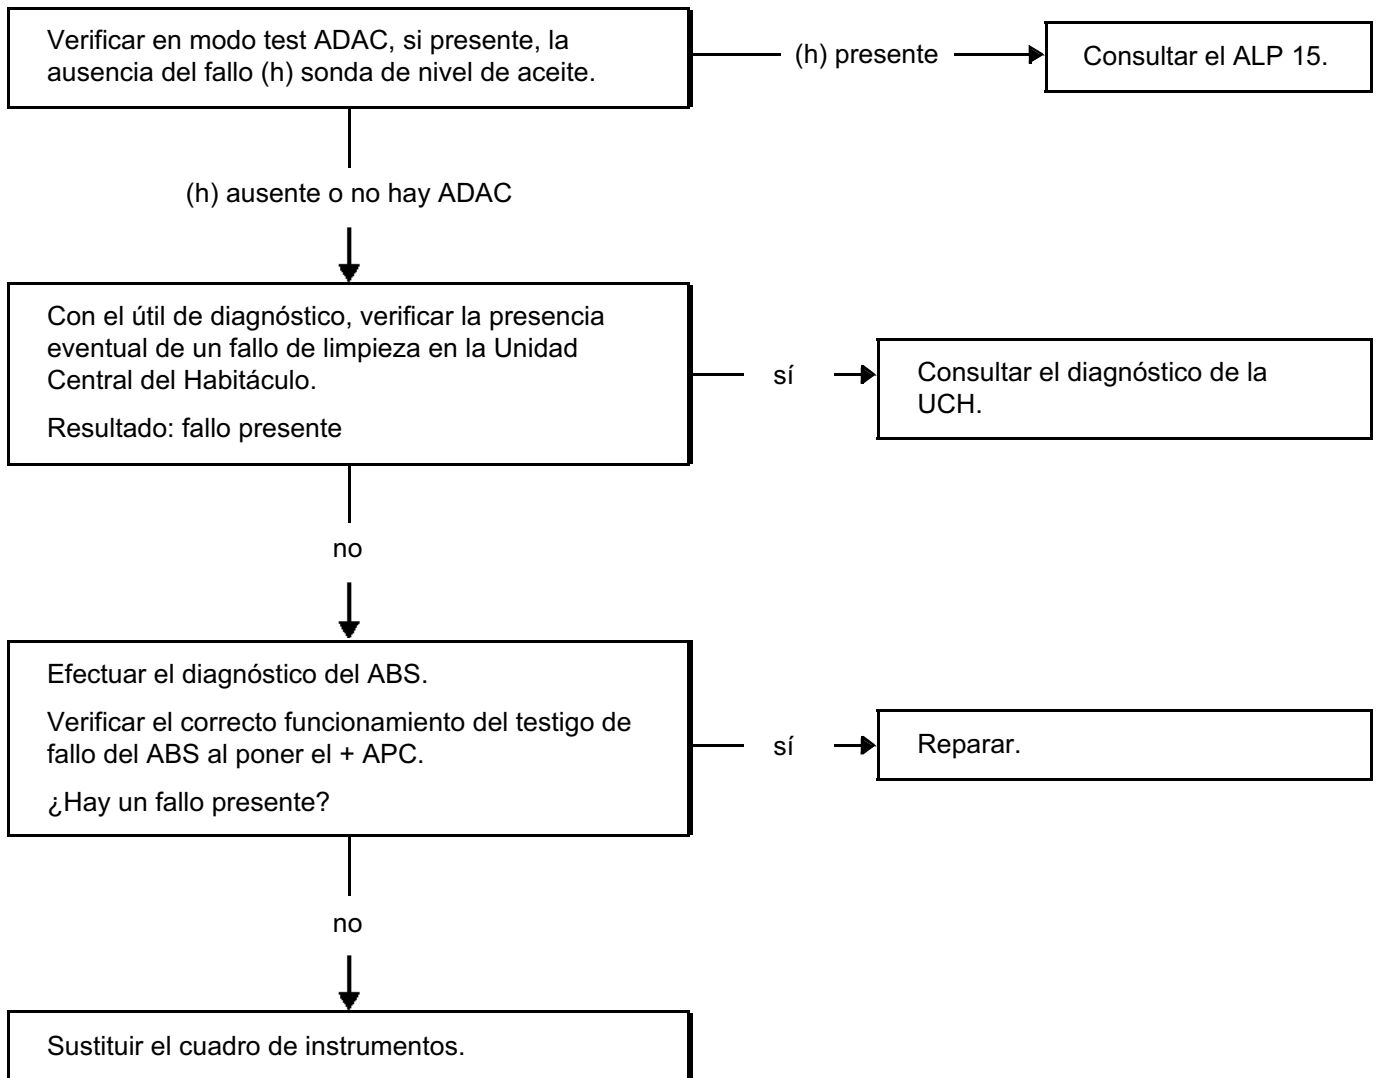 Verificar en modo test ADAC, si presente, la
ausencia del fallo (h) sonda de nivel de aceite.
(h) presente
Consultar el ALP 15.
(h) ausente o no hay ADAC
Con el útil de diagnóstico, verificar la presencia
eventual de un fallo de limpieza en la Unidad
Central del Habitáculo.
Resultado: fallo presente
sí
Consultar el diagnóstico de la
UCH.
no
Efectuar el diagnóstico del ABS.
Verificar el correcto funcionamiento del testigo de
fallo del ABS al poner el + APC.
¿Hay un fallo presente?
sí
Reparar.
no
Sustituir el cuadro de instrumentos.